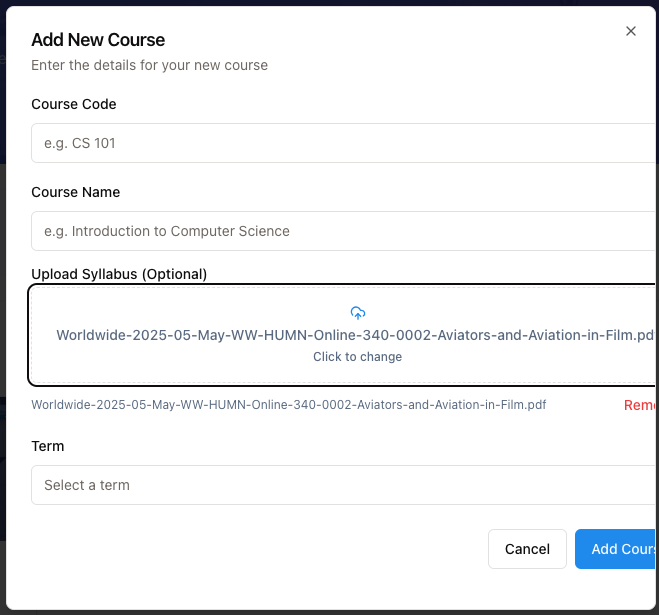 Add New Course
Enter the details for your new course
Course Code
e.g. CS 101
Course Name
e.g. Introduction to Computer Science
Upload Syllabus (Optional)
Worldwide-2025-05-May-WW-HUMN-Online-340-0002-Aviators-and-Aviation-in-Film.pd
Click to change
Worldwide-2025-05-May-WW-HUMN-Online-340-0002-Aviators-and-Aviation-in-Film.pdf
Remo
Term
Select a term
Cancel
Add Cours